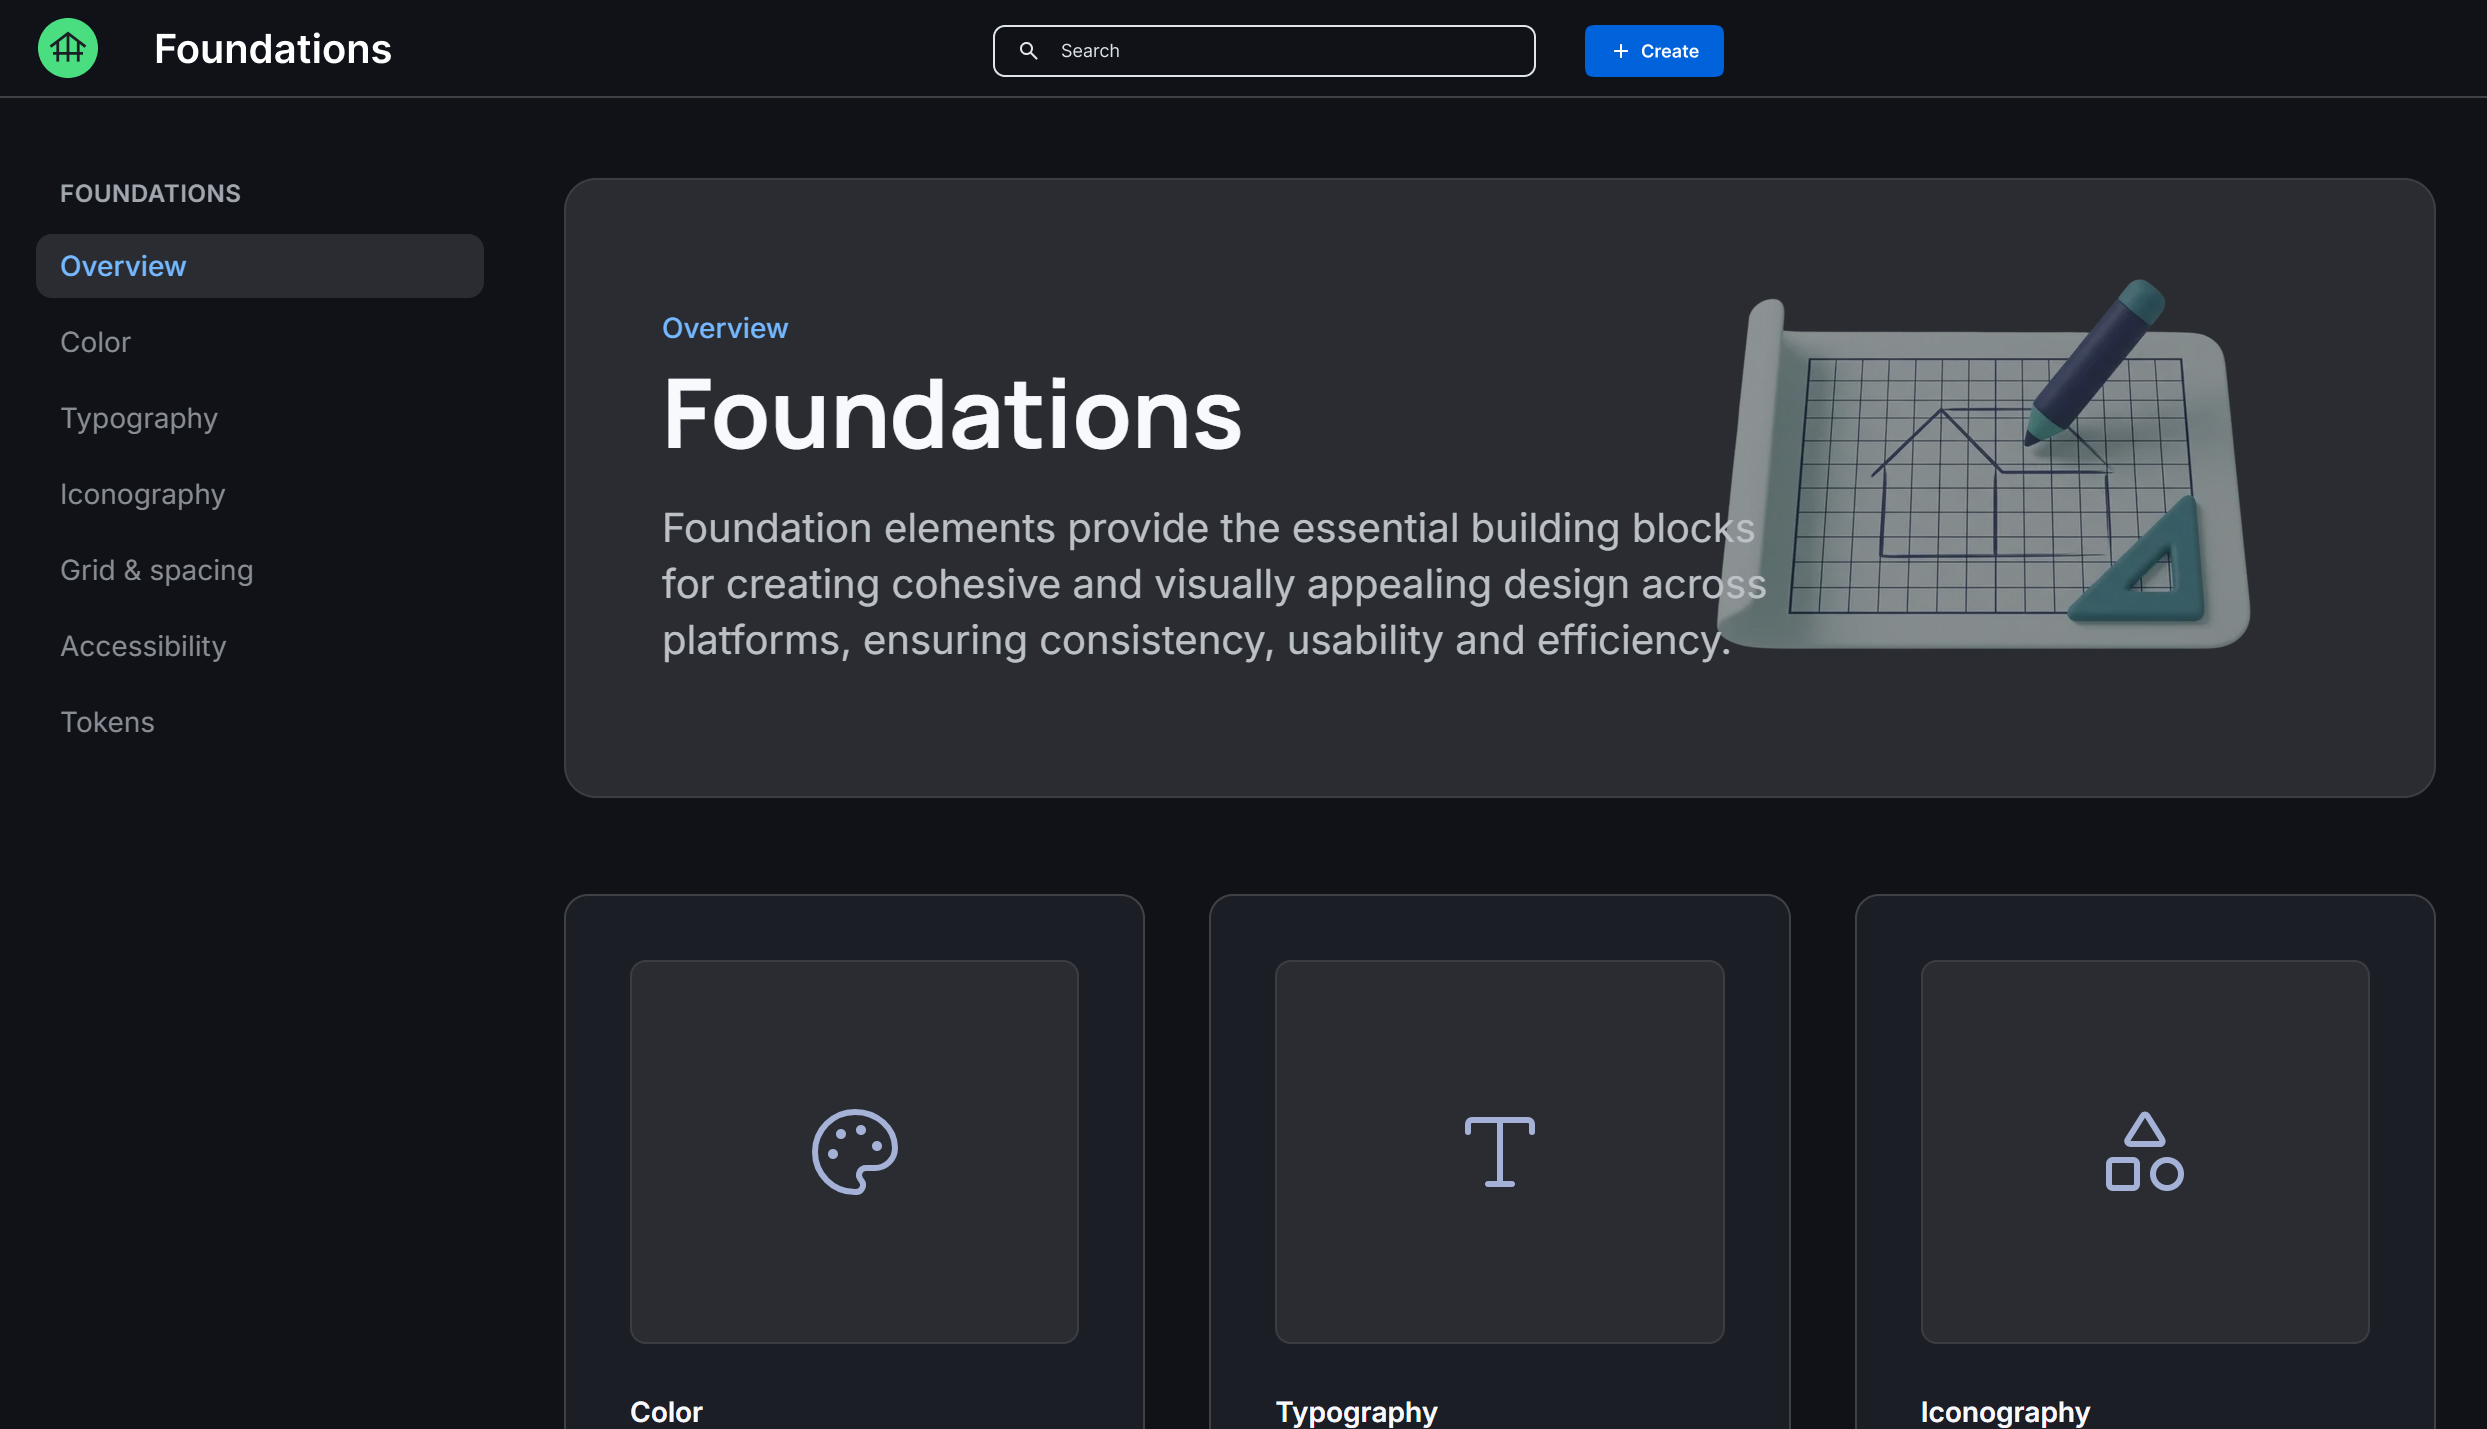 Foundations
Search
Create
FOUNDATIONS
Overview
Color
Typography
Iconography
Grid & spacing
Accessibility
Tokens
Overview
Foundations
Foundation elements provide the essential building blocks
for creating cohesive and visually appealing design across
platforms, ensuring consistency, usability and efficiency.
Color
Typography
Iconography